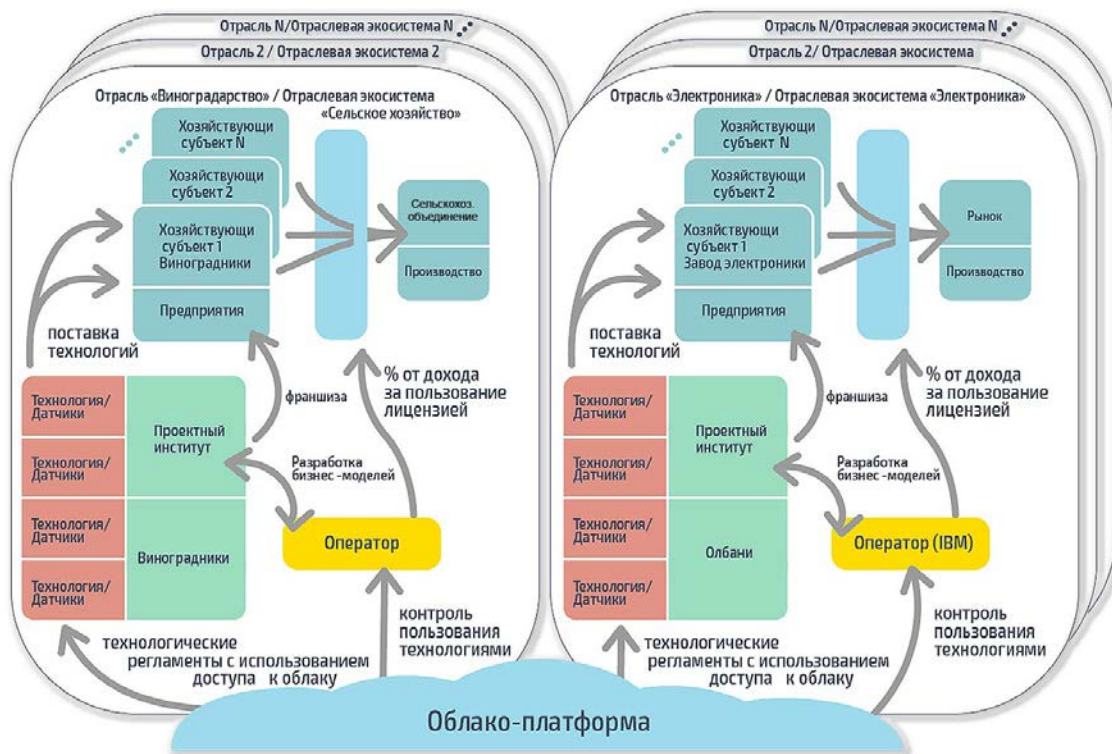 Отрасль N/Отраслевая экосистема N
Отрасль 2 / Отраслевая экосистема 2
Отрасль «Виноградарство» / Отраслевая экосистема
«Сельское хозяйство»
Хозяйствующи
субъект N
Хозяйствующи
субъект 2
Хозяйствующи
субъект 1
Виноградники
Предприятия
Сельскохоз.
объединение
Производство
поставка
технологий
франшиза
% от дохода
за пользование
лицензией
Технология/
Датчики
Технология/
Датчики
Технология/
Датчики
Технология/
Датчики
Проектный
институт
Виноградники
Разработка
бизнес -моделей
Оператор
технологические
регламенты с использованием
доступа к облаку
контроль
пользования
технологиями
Отрасль N/Отраслевая экосистема N
Отрасль 2/ Отраслевая экосистема
Отрасль «Электроника» / Отраслевая экосистема «Электроника»
Хозяйствующи
субъект N
Хозяйствующи
субъект 2
Хозяйствующи
субъект 1
Завод электроники
Предприятия
Рынок
Производство
поставка
технологий
франшиза
% от дохода
за пользование
лицензией
Технология/
Датчики
Технология/
Датчики
Технология/
Датчики
Технология/
Датчики
Проектный
институт
Олбани
Разработка
бизнес -моделей
Оператор (IBM)
технологические
регламенты с использованием
доступа к облаку
контроль
пользования
технологиями
Облако-платформа